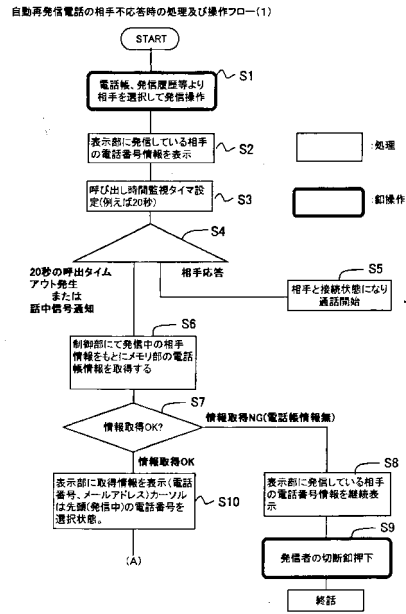 自動再発信電話の相手不応答時の処理及び操作フロー(1)
START
S1
電話帳、発信履歴等より
相手を選択して発信操作
S2
表示部に発信している相手
の電話番号情報を表示
:処理
S3
呼び出し時間監視タイマ設
定(例えば20秒)
:釦操作
S4
20秒の呼出タイム
アウト発生
または
話中信号通知
相手応答
S5
相手と接続状態になり
通話開始
S6
制御部にて発信中の相手
情報をもとにメモリ部の電話
帳情報を取得する
S7
情報取得OK?
情報取得NG(電話帳情報無)
情報取得OK
S8
表示部に発信している相手
の電話番号情報を継続表
示
S10
表示部に取得情報を表示(電話
番号、メールアドレス)カーソル
は先頭(発信中)の電話番号を
選択状態。
S9
発信者の切断釦押下
(A)
終話